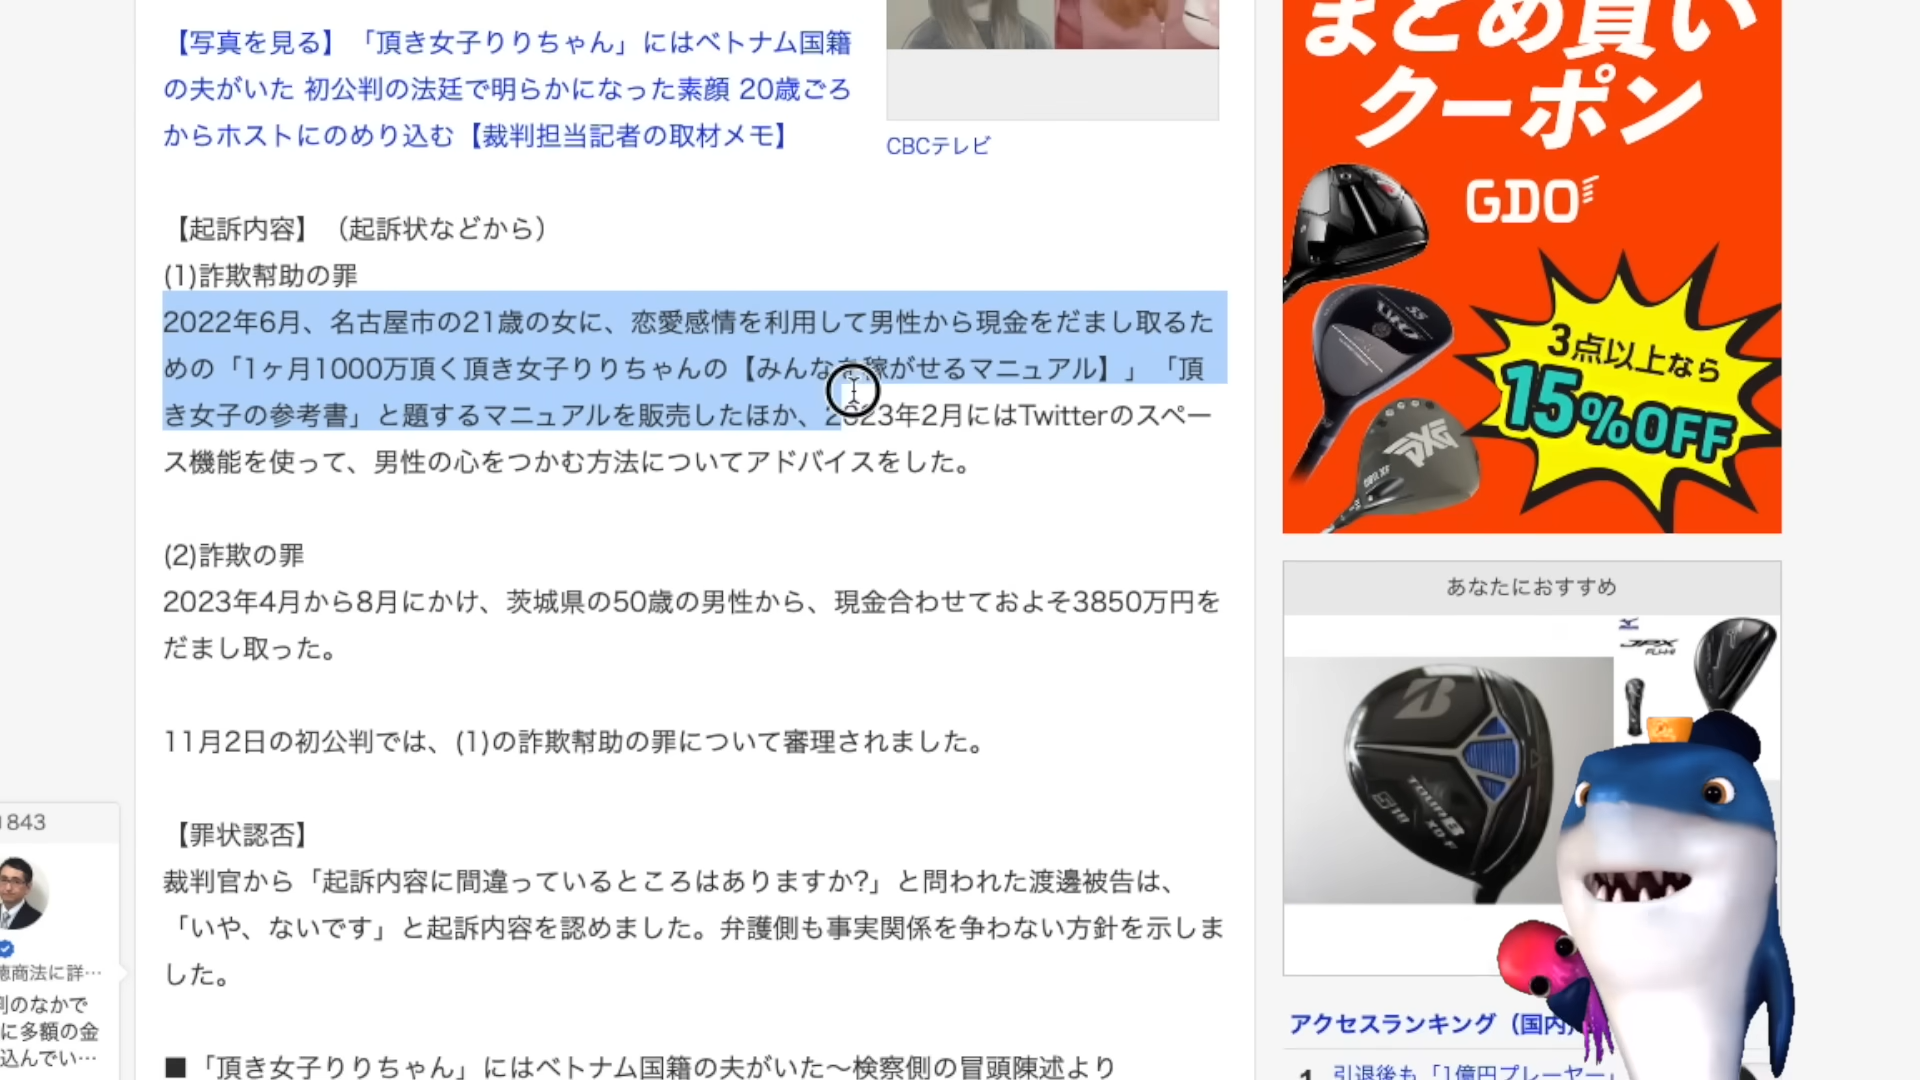 【写真を見る】「頂き女子りりちゃん」にはベトナム国籍
の夫がいた 初公判の法廷で明らかになった素顔 20歳ごろ
からホストにのめり込む【裁判担当記者の取材メモ】
CBCテレビ
【起訴内容】（起訴状などから）
(1)詐欺幇助の罪
2022年6月、名古屋市の21歳の女に、恋愛感情を利用して男性から現金をだまし取るた
めの「1ヶ月1000万頂く頂き女子りりちゃんの【みんなを稼がせるマニュアル】」「頂
き女子の参考書」と題するマニュアルを販売したほか、2023年2月にはTwitterのスペー
ス機能を使って、男性の心をつかむ方法についてアドバイスをした。
(2)詐欺の罪
2023年4月から8月にかけ、茨城県の50歳の男性から、現金合わせておよそ3850万円を
だまし取った。
11月2日の初公判では、(1)の詐欺幇助の罪について審理されました。
【罪状認否】
裁判官から「起訴内容に間違っているところはありますか?」と問われた渡邊被告は、
「いや、ないです」と起訴内容を認めました。弁護側も事実関係を争わない方針を示しま
した。
■「頂き女子りりちゃん」にはベトナム国籍の夫がいた〜検察側の冒頭陳述より
843
商法に詳…
判のなかで
に多額の金
込んでい…
まとめ買い
クーポン
GDO
3点以上なら
15%OFF
PXG
あなたにおすすめ
JPX
FLI-HI
B
TOUR B
XD-F
アクセスランキング（国内）
1 引退後も「1億円プレーヤー」